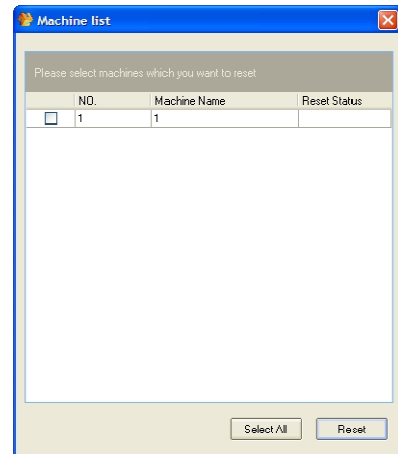 Machine list
Please select machines which you want to reset
NO. Machine Name Reset Status
1 1
Select All Reset